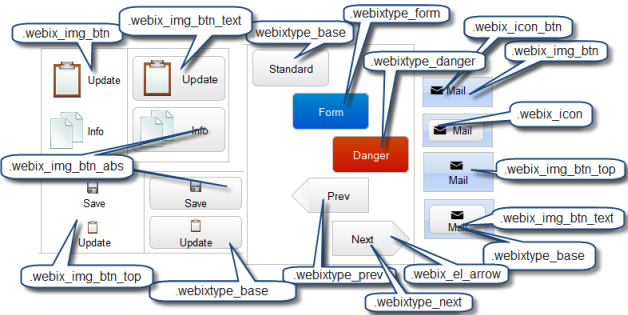 .webix_img_btn
.webix_img_btn_text
.webixtype_base
.webixtype_form
.webix_icon_btn
.webix_img_btn
Update
Update
Standard
.webixtype_danger
Mail
Form
.webix_icon
Info
Info
Mail
.webix_img_btn_abs
Danger
Mail
.webix_img_btn_top
Save
Save
Prev
.webix_img_btn_text
Update
Update
Next
Mail
.webixtype_base
.webix_img_btn_top
.webixtype_base
.webixtype_prev
.webix_el_arrow
.webixtype_next